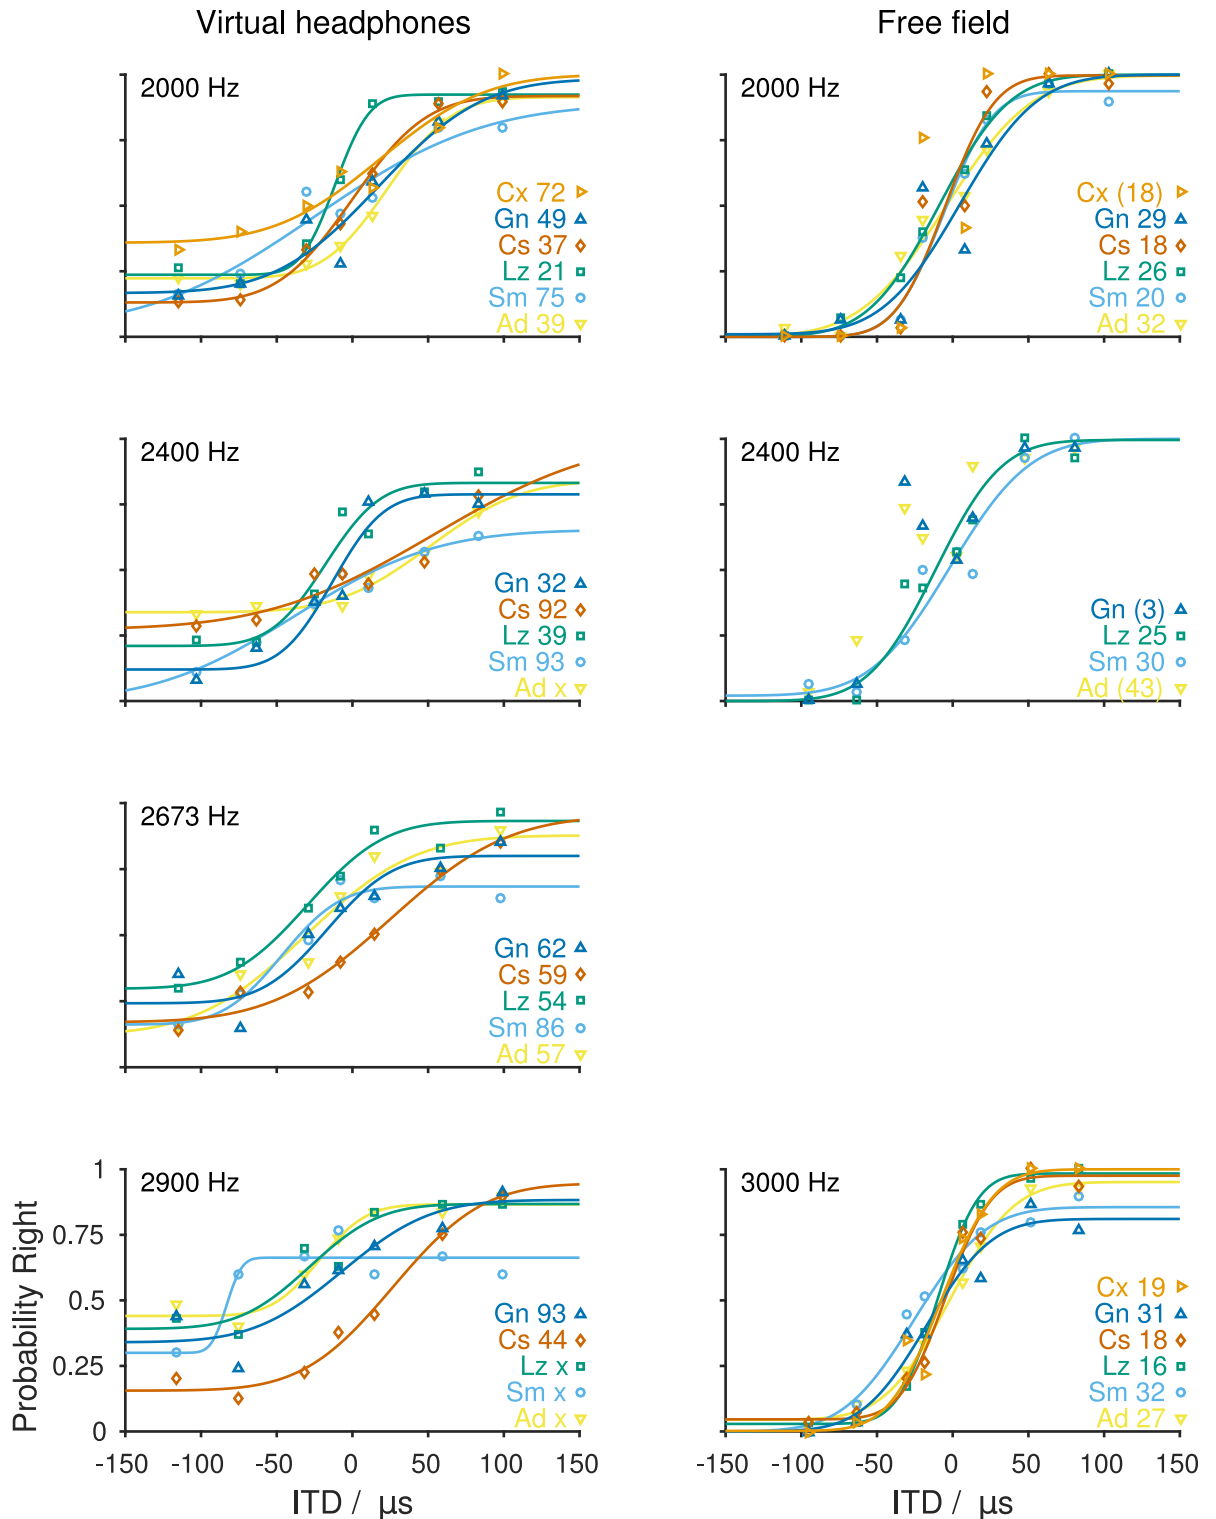 Virtual headphones
Free field
2000 Hz
Cx 72
Gn 49
Cs 37
Lz 21
Sm 75
Ad 39
2000 Hz
Cx (18)
Gn 29
Cs 18
Lz 26
Sm 20
Ad 32
2400 Hz
Gn 32
Cs 92
Lz 39
Sm 93
Ad x
2400 Hz
Gn (3)
Lz 25
Sm 30
Ad (43)
2673 Hz
Gn 62
Cs 59
Lz 54
Sm 86
Ad 57
Probability Right
1
0.75
0.5
0.25
0
2900 Hz
Gn 93
Cs 44
Lz x
Sm x
Ad x
-150 -100 -50 0 50 100
ITD / µs
3000 Hz
Cx 19
Gn 31
Cs 18
Lz 16
Sm 32
Ad 27
-150 -100 -50 0 50 100 150
ITD / µs